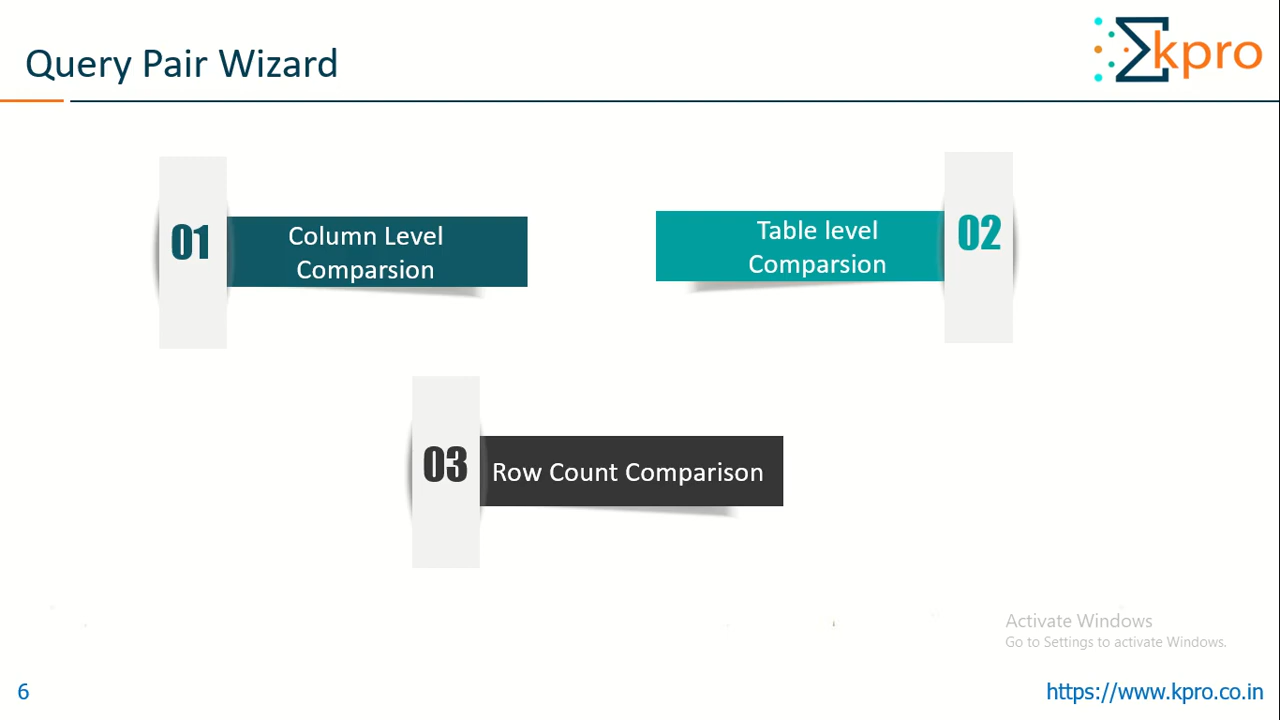 Query Pair Wizard
Σkpro
01
Column Level
Comparsion
Table level
Comparsion
02
03
Row Count Comparison
Activate Windows
Go to Settings to activate Windows.
6
https://www.kpro.co.in